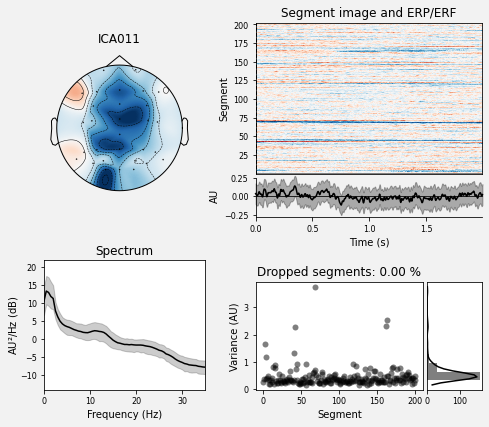 ICA011
Segment image and ERP/ERF
Segment
200
175
150
125
100
75
50
25
AU
0.25
0.00
−0.25
0.0 0.5 1.0 1.5
Time (s)
Spectrum
AU²/Hz (dB)
20
15
10
5
0
−5
−10
0 10 20 30
Frequency (Hz)
Dropped segments: 0.00 %
Variance (AU)
3
2
1
0
0 50 100 150 200
Segment
0 100